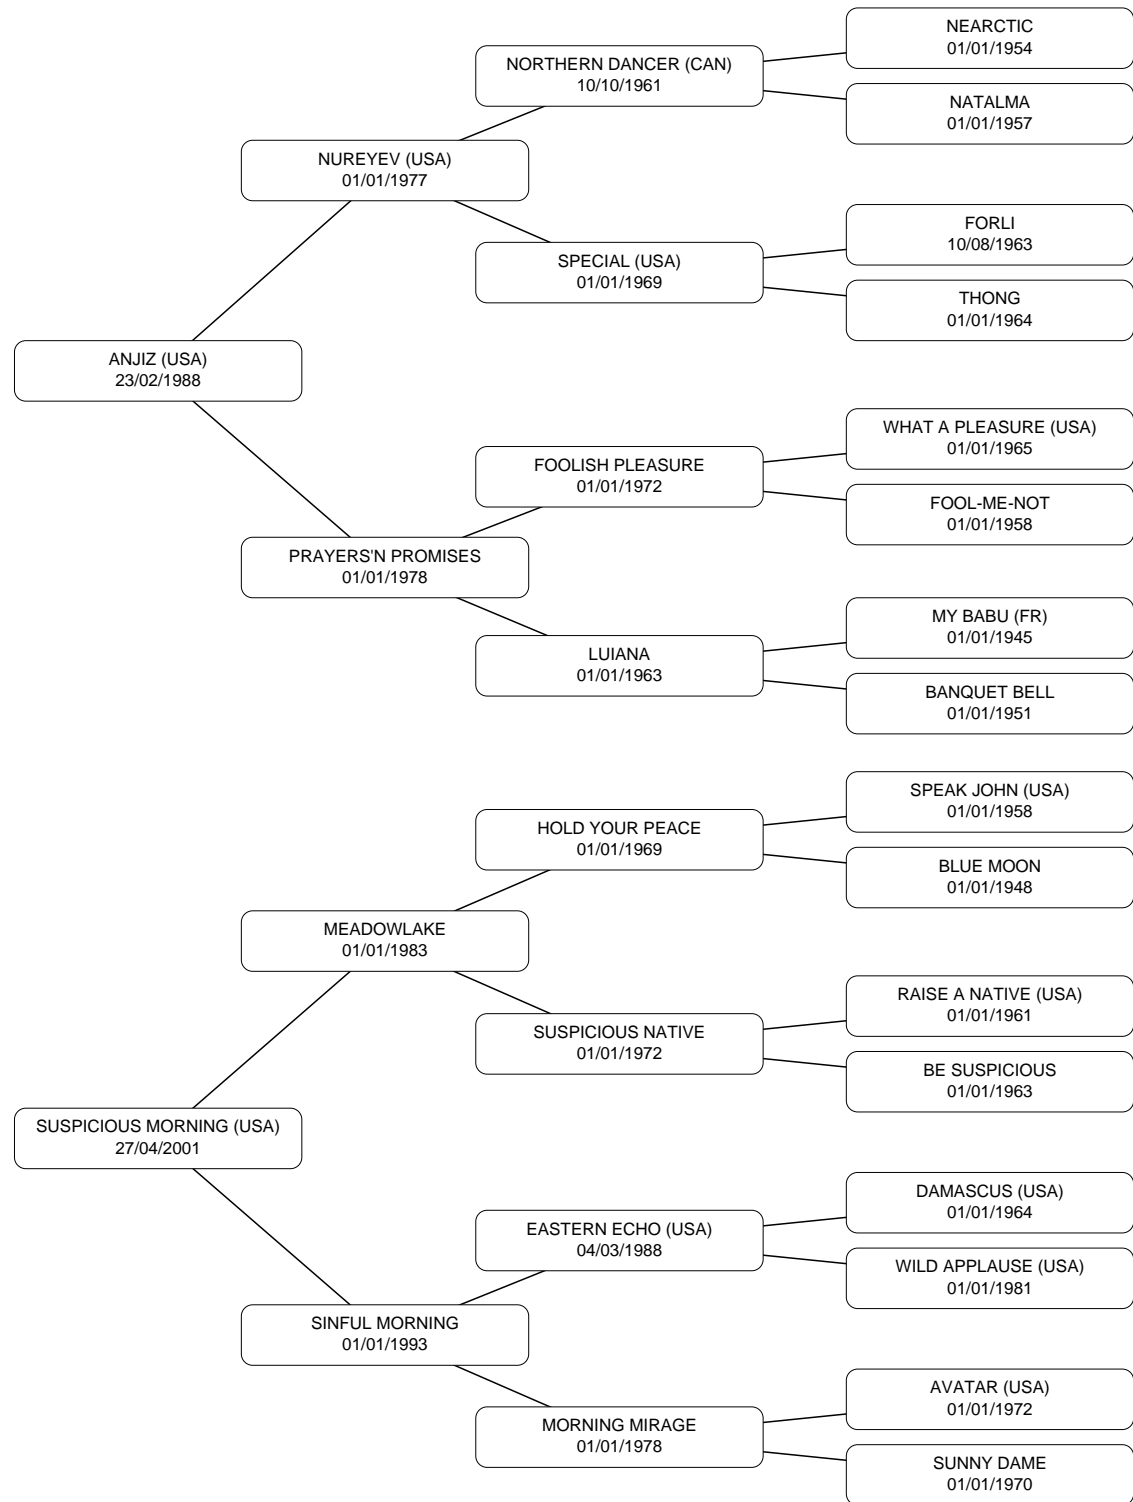 NEARCTIC
01/01/1954
NORTHERN DANCER (CAN)
10/10/1961
NATALMA
01/01/1957
NUREYEV (USA)
01/01/1977
FORLI
10/08/1963
SPECIAL (USA)
01/01/1969
THONG
01/01/1964
ANJIZ (USA)
23/02/1988
WHAT A PLEASURE (USA)
01/01/1965
FOOLISH PLEASURE
01/01/1972
FOOL-ME-NOT
01/01/1958
PRAYERS'N PROMISES
01/01/1978
MY BABU (FR)
01/01/1945
LUIANA
01/01/1963
BANQUET BELL
01/01/1951
SPEAK JOHN (USA)
01/01/1958
HOLD YOUR PEACE
01/01/1969
BLUE MOON
01/01/1948
MEADOWLAKE
01/01/1983
RAISE A NATIVE (USA)
01/01/1961
SUSPICIOUS NATIVE
01/01/1972
BE SUSPICIOUS
01/01/1963
SUSPICIOUS MORNING (USA)
27/04/2001
DAMASCUS (USA)
01/01/1964
EASTERN ECHO (USA)
04/03/1988
WILD APPLAUSE (USA)
01/01/1981
SINFUL MORNING
01/01/1993
AVATAR (USA)
01/01/1972
MORNING MIRAGE
01/01/1978
SUNNY DAME
01/01/1970